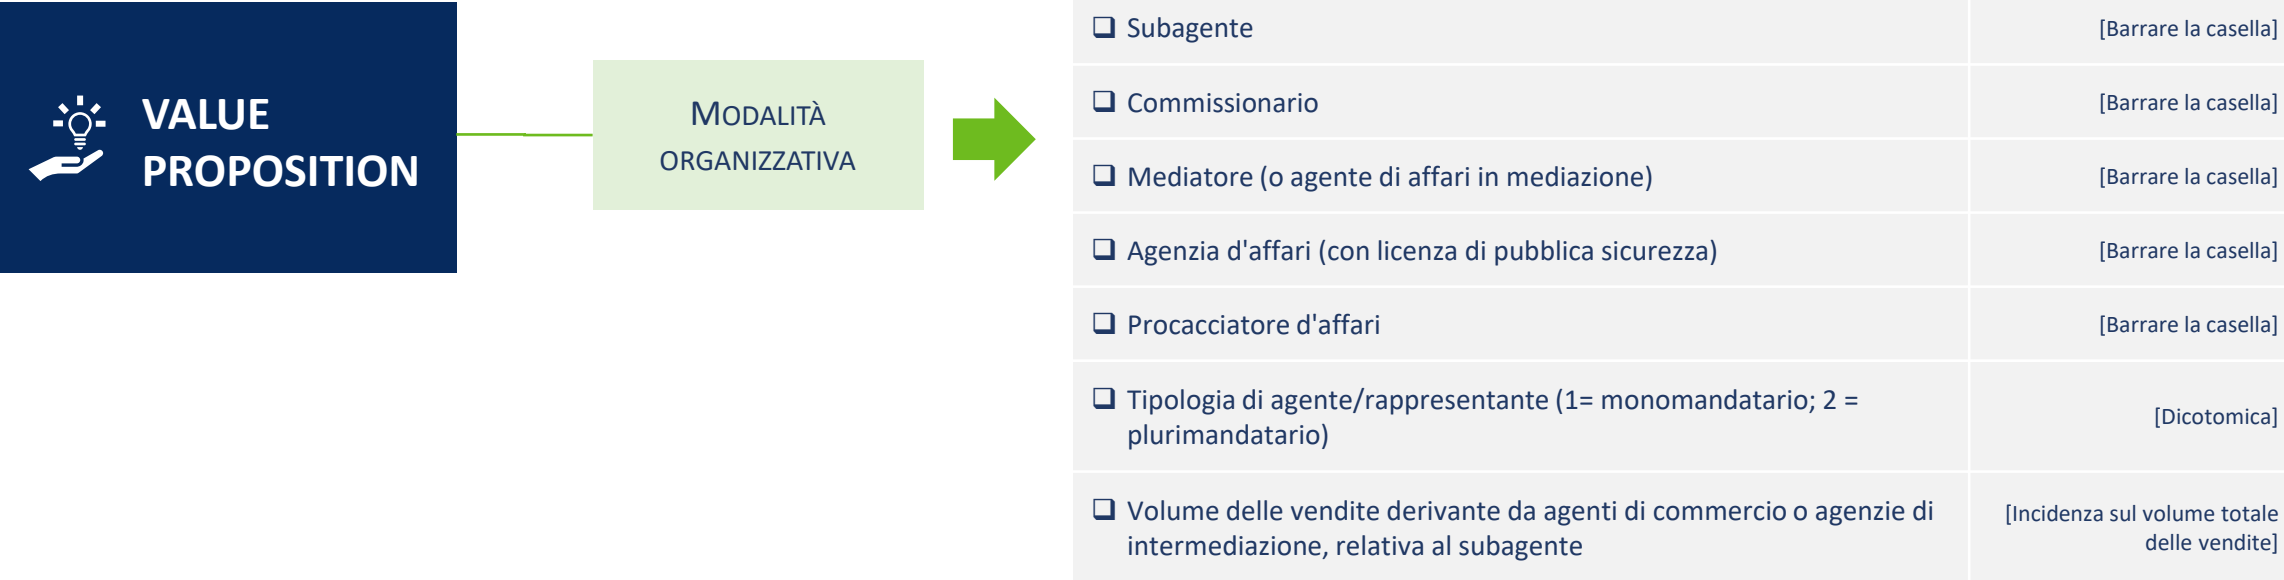 VALUE
PROPOSITION
MODALITÀ
ORGANIZZATIVA
Subagente [Barrare la casella]
Commissionario [Barrare la casella]
Mediatore (o agente di affari in mediazione) [Barrare la casella]
Agenzia d'affari (con licenza di pubblica sicurezza) [Barrare la casella]
Procacciatore d'affari [Barrare la casella]
Tipologia di agente/rappresentante (1= monomandatario; 2 =
plurimandatario)
[Dicotomica]
Volume delle vendite derivante da agenti di commercio o agenzie di
intermediazione, relativa al subagente
[Incidenza sul volume totale
delle vendite]